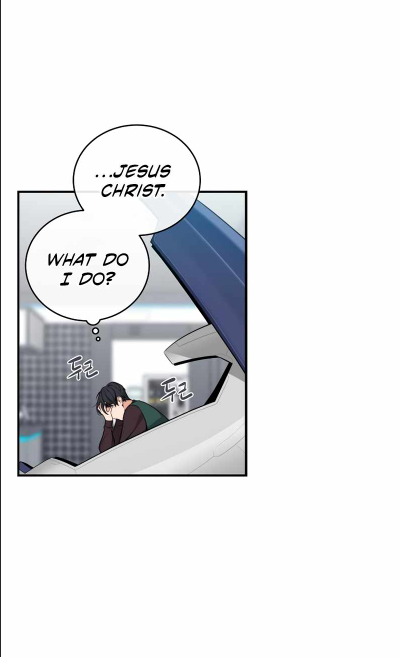 ...JESUS
CHRIST.
WHAT DO
I DO?
두근
두근